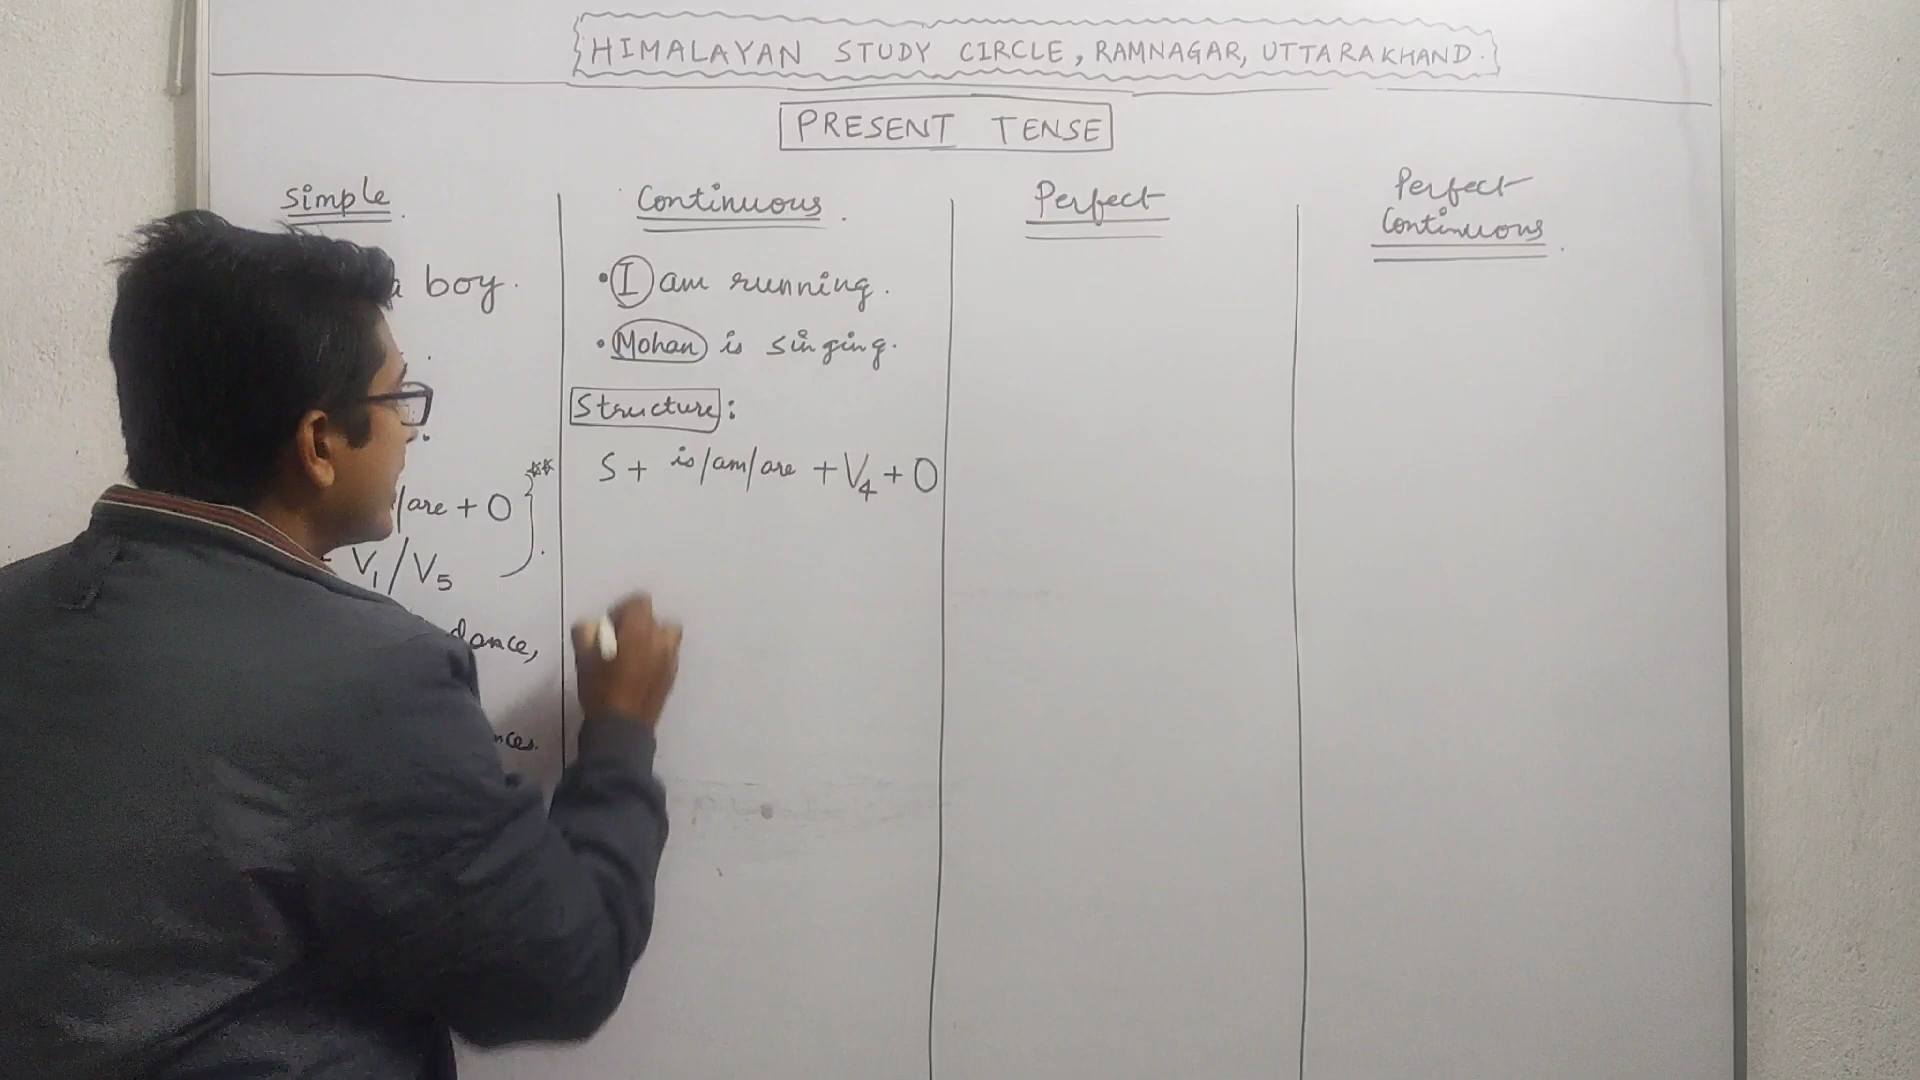 HIMALAYAN STUDY CIRCLE, RAMNAGAR, UTTARAKHAND.
PRESENT TENSE
Simple.
boy.
/are + O
V1/V5
dance,
Continuous.
• I am running.
• Mohan is singing.
Structure:
S + is/am/are + V4 + O
Perfect
Perfect
Continuous.